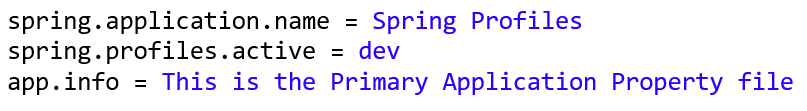 spring.application.name = Spring Profiles
spring.profiles.active = dev
app.info = This is the Primary Application Property file